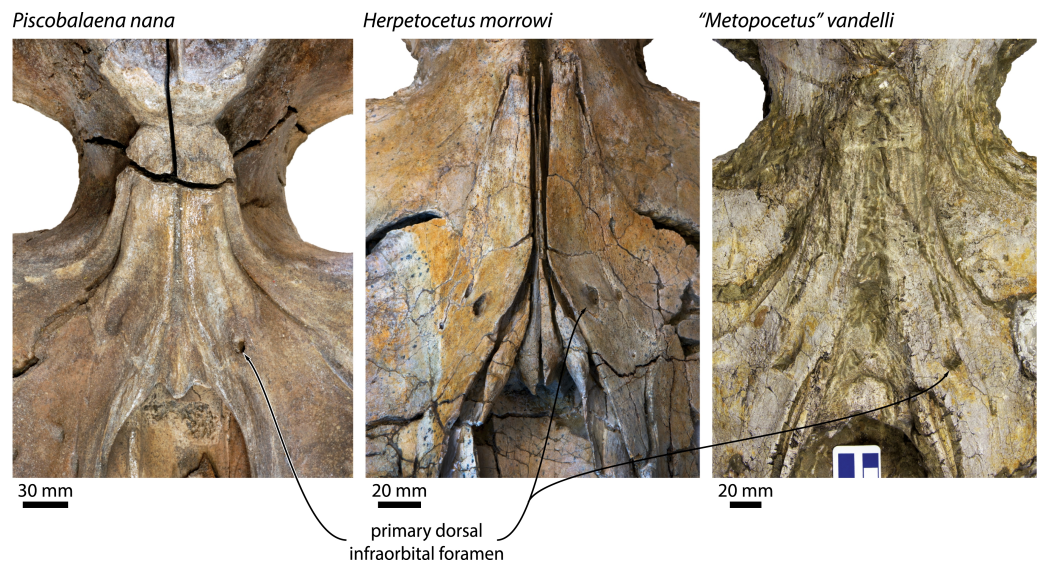 Piscobalaena nana
Herpetocetus morrowi
“Metopocetus” vandelli
30 mm
20 mm
20 mm
primary dorsal
infraorbital foramen